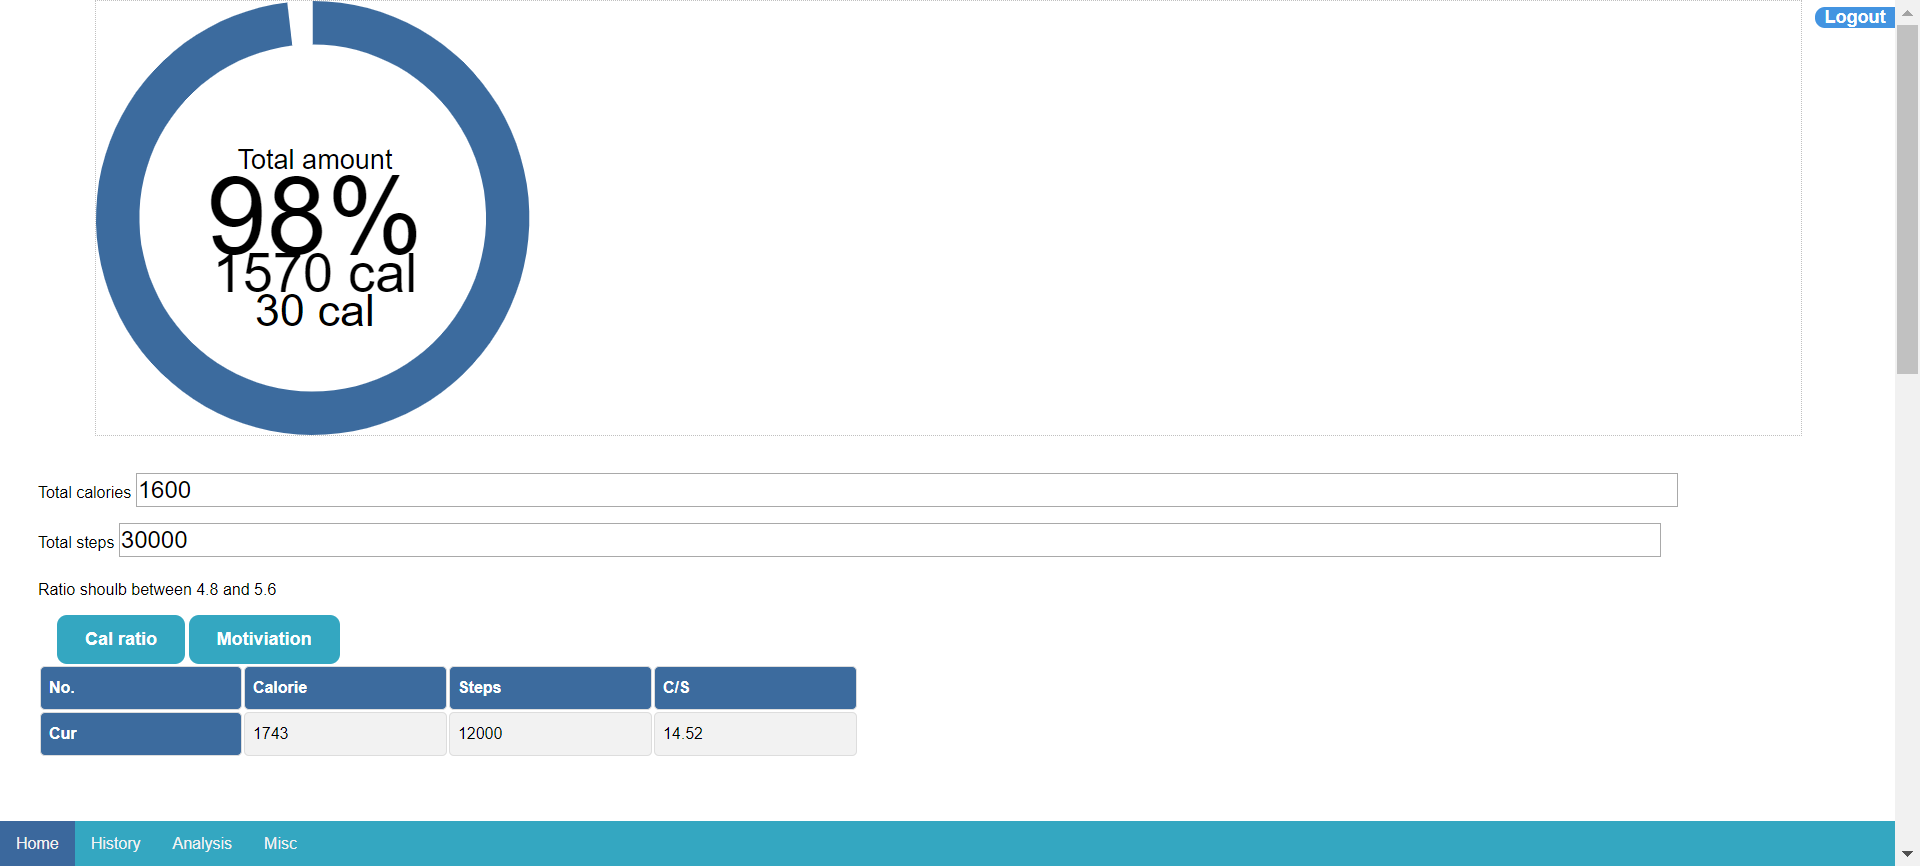 Logout
Total amount
98%
1570 cal
30 cal
Total calories 1600
Total steps 30000
Ratio shoulb between 4.8 and 5.6
Cal ratio Motiviation
No. Calorie Steps C/S
Cur 1743 12000 14.52
Home History Analysis Misc